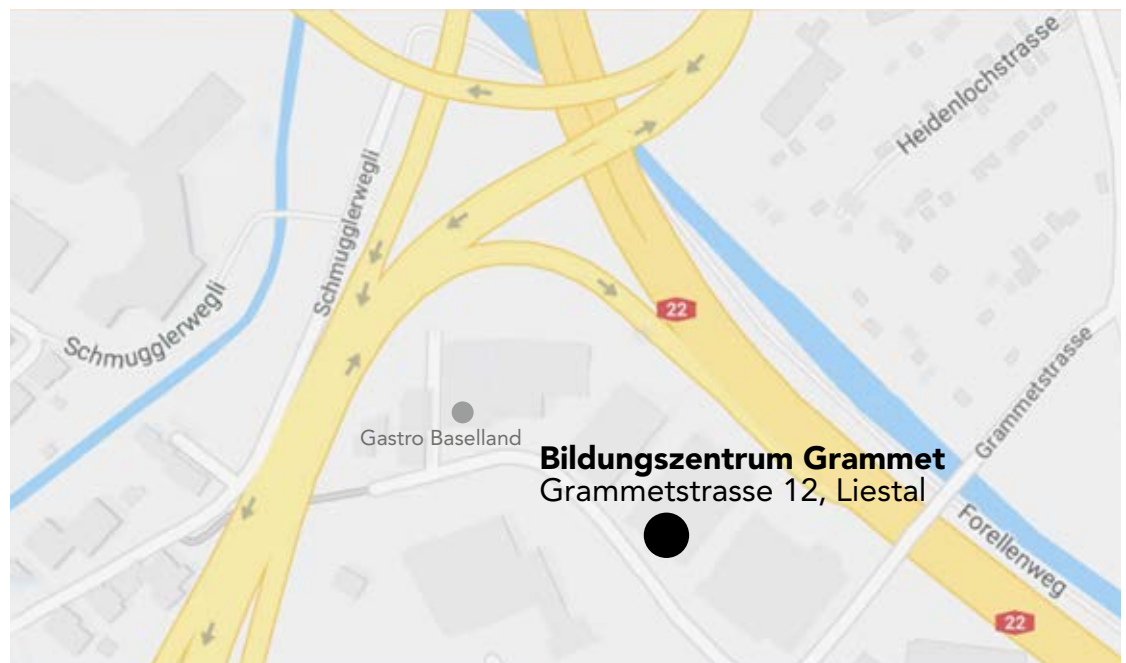 Heidenlochstrasse
Schmugglerwegli
Schmugglerwegli
22
Grammetstrasse
Gastro Baselland
Bildungszentrum Grammet
Grammetstrasse 12, Liestal
Forellenweg
22